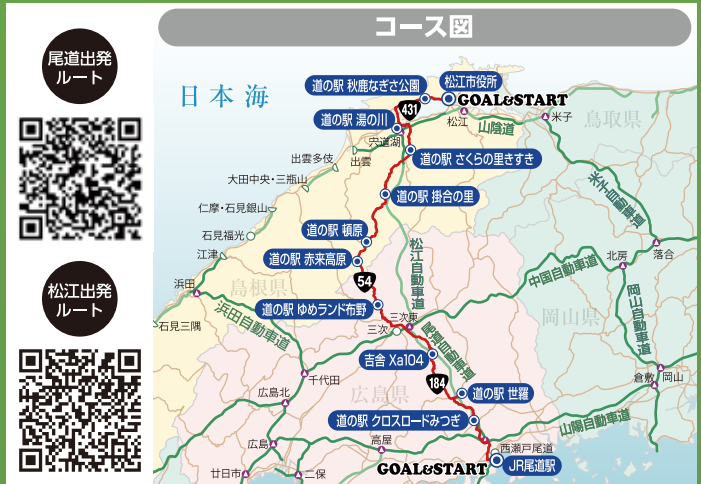 コース図
尾道出発
ルート
松江出発
ルート
日本海
道の駅 秋鹿なぎさ公園
松江市役所
GOAL&START
431
道の駅 湯の川
松江
山陰道
米子
鳥取県
宍道湖
出雲多伎
出雲
道の駅 さくらの里きすき
大田中央・三瓶山
米子自動車道
道の駅 掛合の里
仁摩・石見銀山
道の駅 頓原
石見福光
松江自動車道
江津
道の駅 赤来高原
北房
落合
中国自動車道
浜田
島根県
54
岡山県
岡山自動車道
道の駅 ゆめランド布野
浜田自動車道
三次東
石見三隅
三次
尾道自動車道
吉舎 Xa104
千代田
184
倉敷
岡山
広島北
広島県
道の駅 世羅
道の駅 クロスロードみつぎ
山陽自動車道
広島
高屋
西瀬戸尾道
GOAL&START
JR尾道駅
廿日市
二保